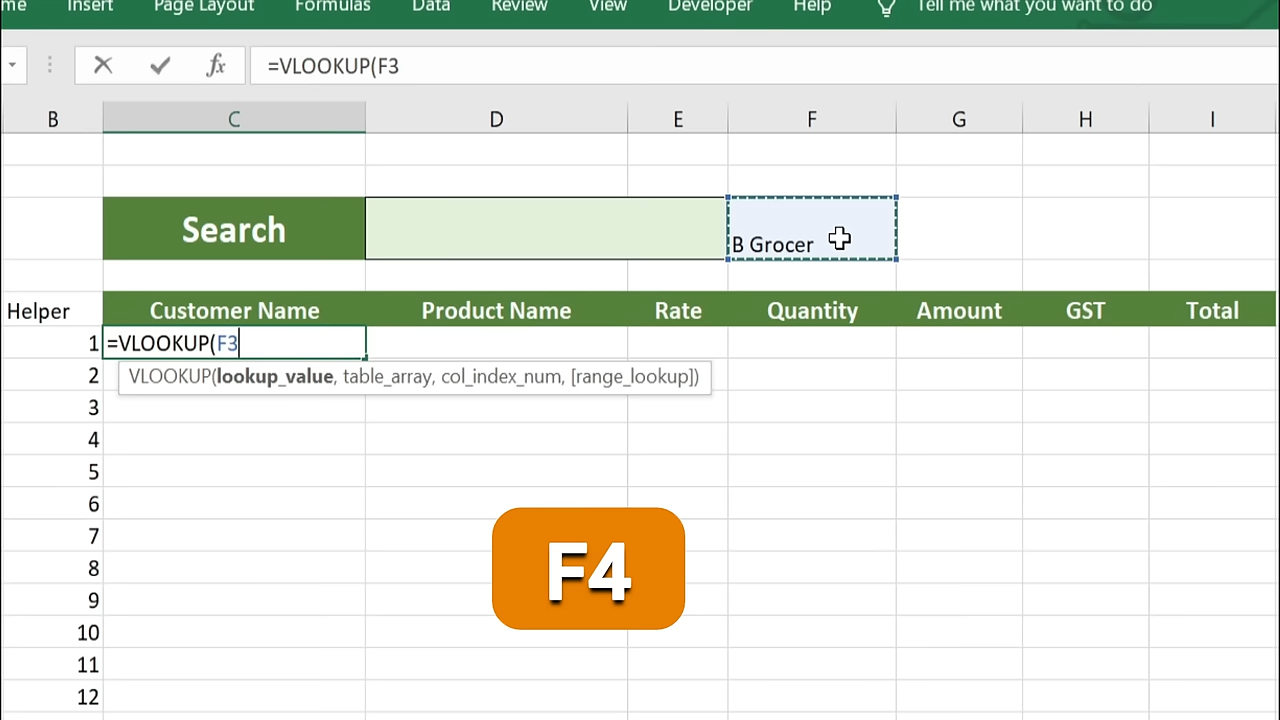 me Insert Page Layout Formulas Data Review View Developer Help Tell me what you want to do
fx =VLOOKUP(F3
B C D E F G H I
Search B Grocer
Helper Customer Name Product Name Rate Quantity Amount GST Total
1 =VLOOKUP(F3
VLOOKUP(lookup_value, table_array, col_index_num, [range_lookup])
2
3
4
5
6
7
F4
8
9
10
11
12